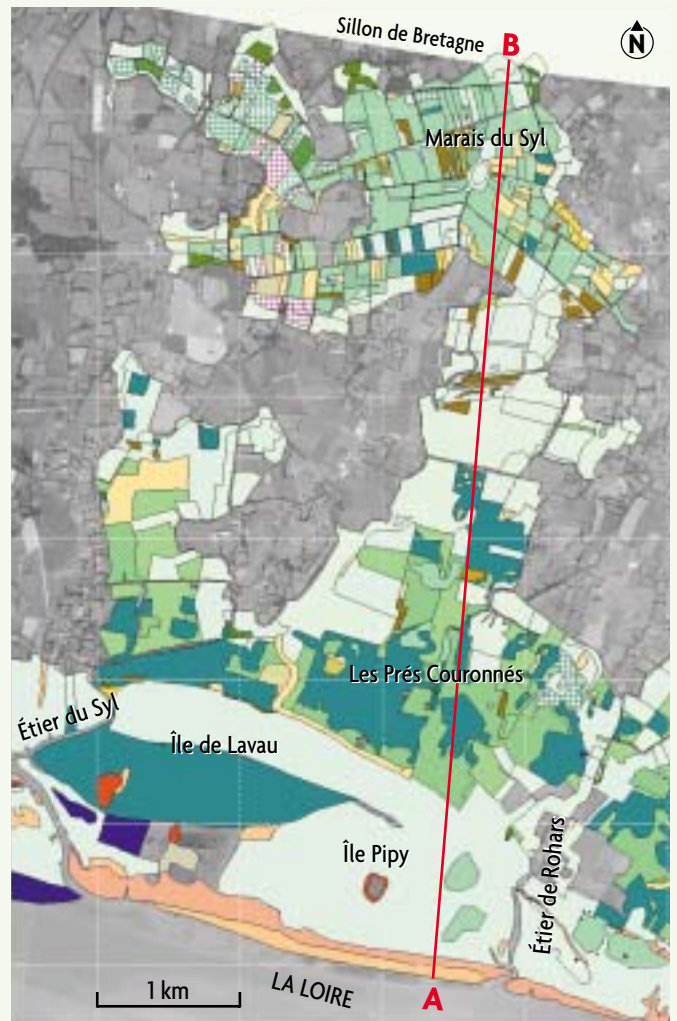 Sillon de Bretagne
B
N
Marais du Syl
Les Prés Couronnés
Étier du Syl
Île de Lavau
Île Pipy
Étier de Rohars
1 km
LA LOIRE
A